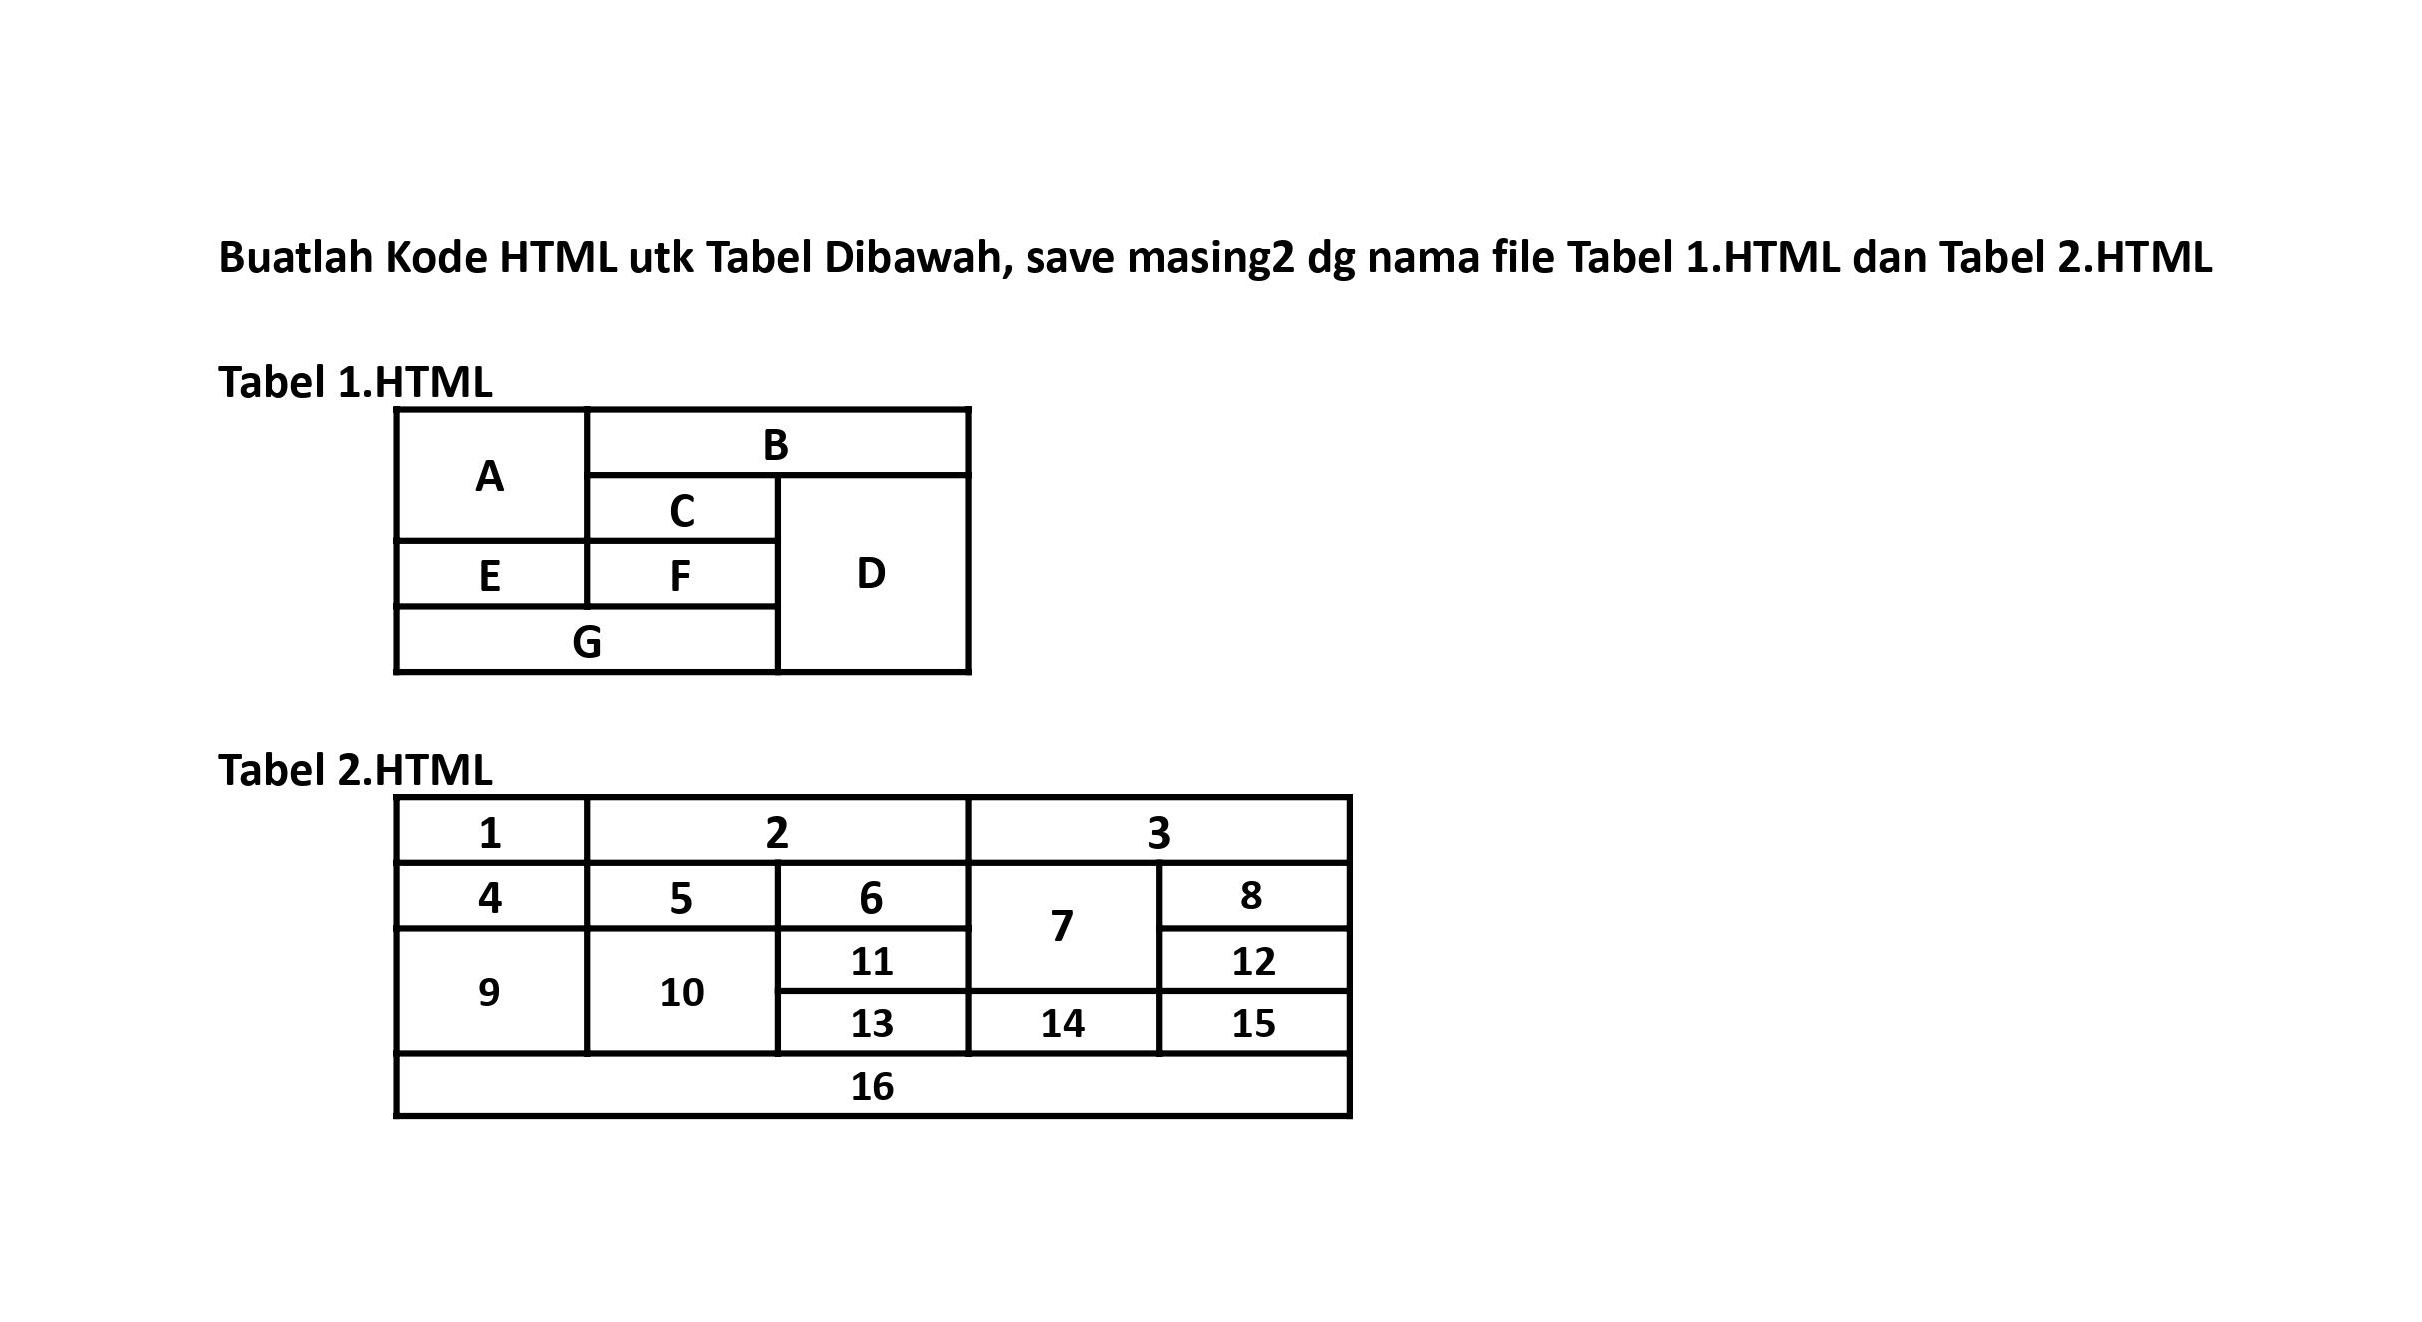 Buatlah Kode HTML utk Tabel Dibawah, save masing2 dg nama file Tabel 1.HTML dan Tabel 2.HTML
Tabel 1.HTML
A B
C D
E F
G
Tabel 2.HTML
1 2 3
4 5 6 7 8
9 10 11 12
13 14 15
16